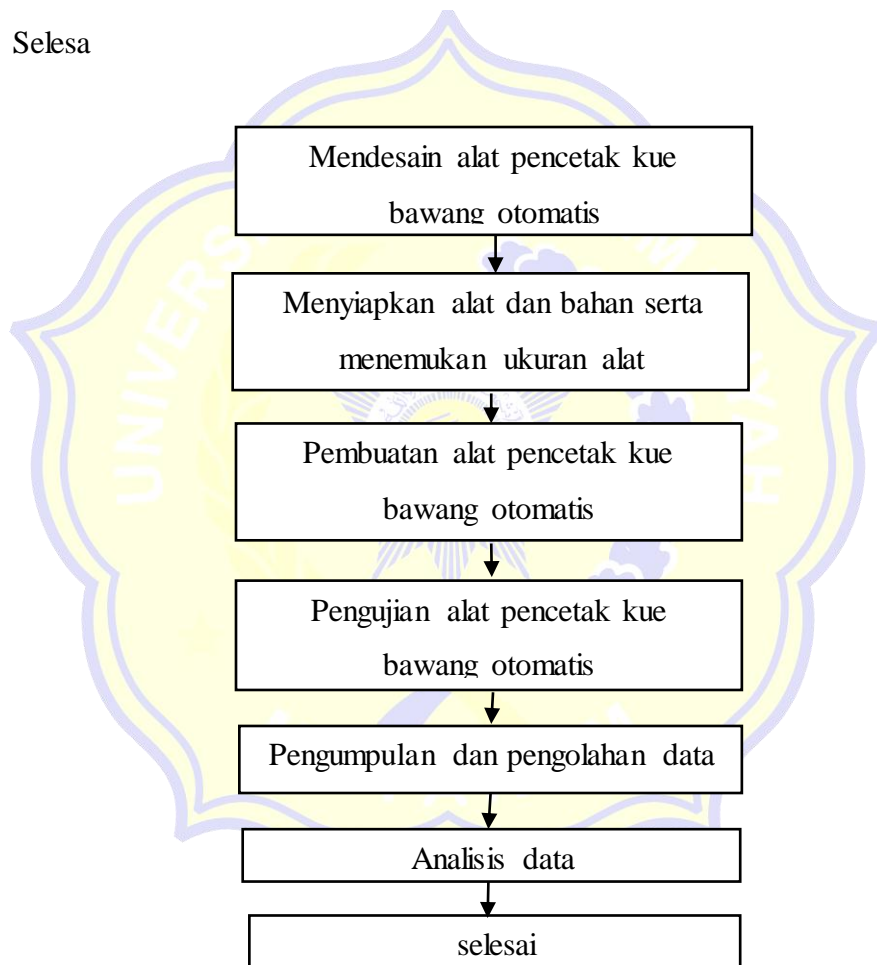 Selesa
Mendesain alat pencetak kue
bawang otomatis
Menyiapkan alat dan bahan serta
menemukan ukuran alat
Pembuatan alat pencetak kue
bawang otomatis
Pengujian alat pencetak kue
bawang otomatis
Pengumpulan dan pengolahan data
Analisis data
selesai